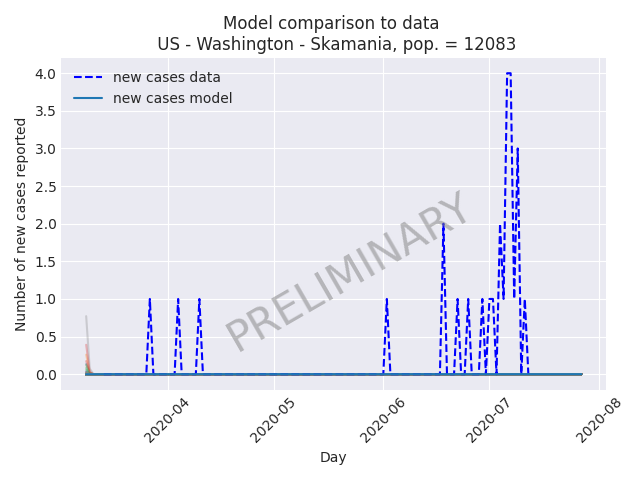 Model comparison to data
US - Washington - Skamania, pop. = 12083
new cases data
new cases model
Number of new cases reported
4.0
3.5
3.0
2.5
2.0
1.5
1.0
0.5
0.0
PRELIMINARY
2020-04
2020-05
2020-06
2020-07
2020-08
Day